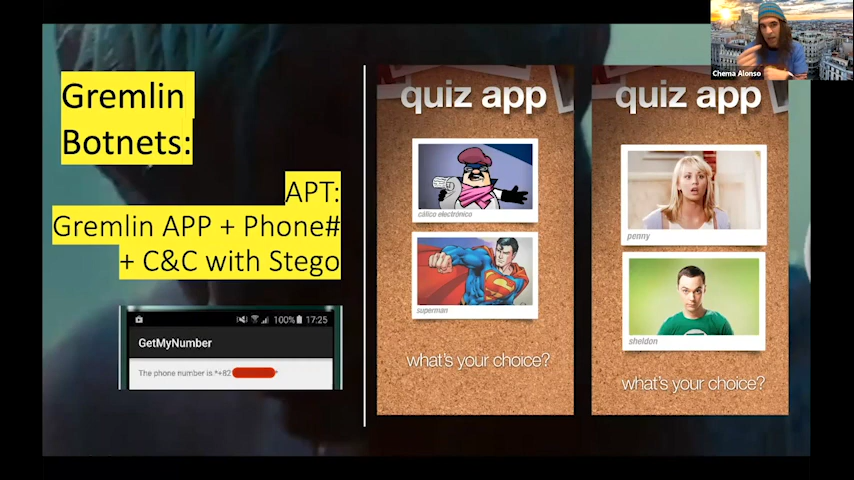 Chema Alonso
Gremlin
Botnets:
APT:
Gremlin APP + Phone#
+ C&C with Stego
100% 17:25
GetMyNumber
The phone number is *+82
quiz app
cálico electrónico
superman
what's your choice?
quiz app
penny
sheldon
what's your choice?